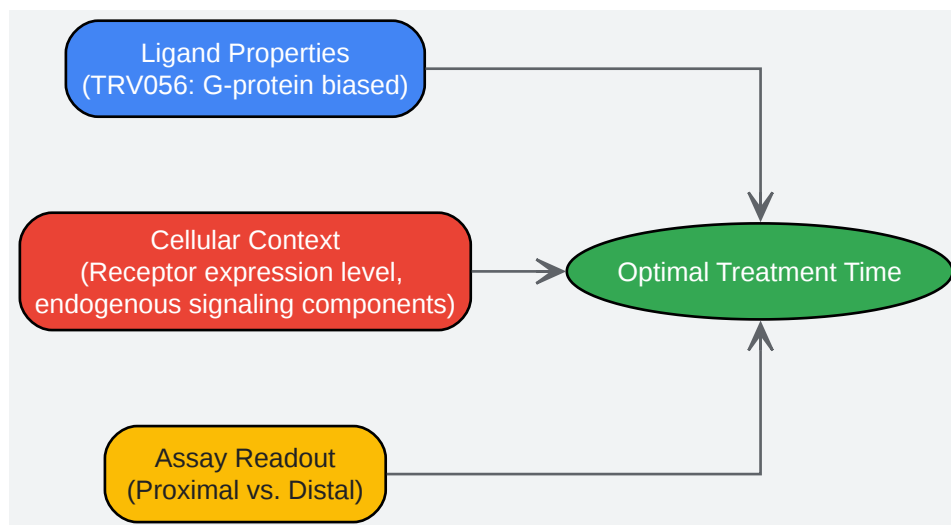 Ligand Properties
(TRV056: G-protein biased)
Cellular Context
(Receptor expression level,
endogenous signaling components)
Optimal Treatment Time
Assay Readout
(Proximal vs. Distal)